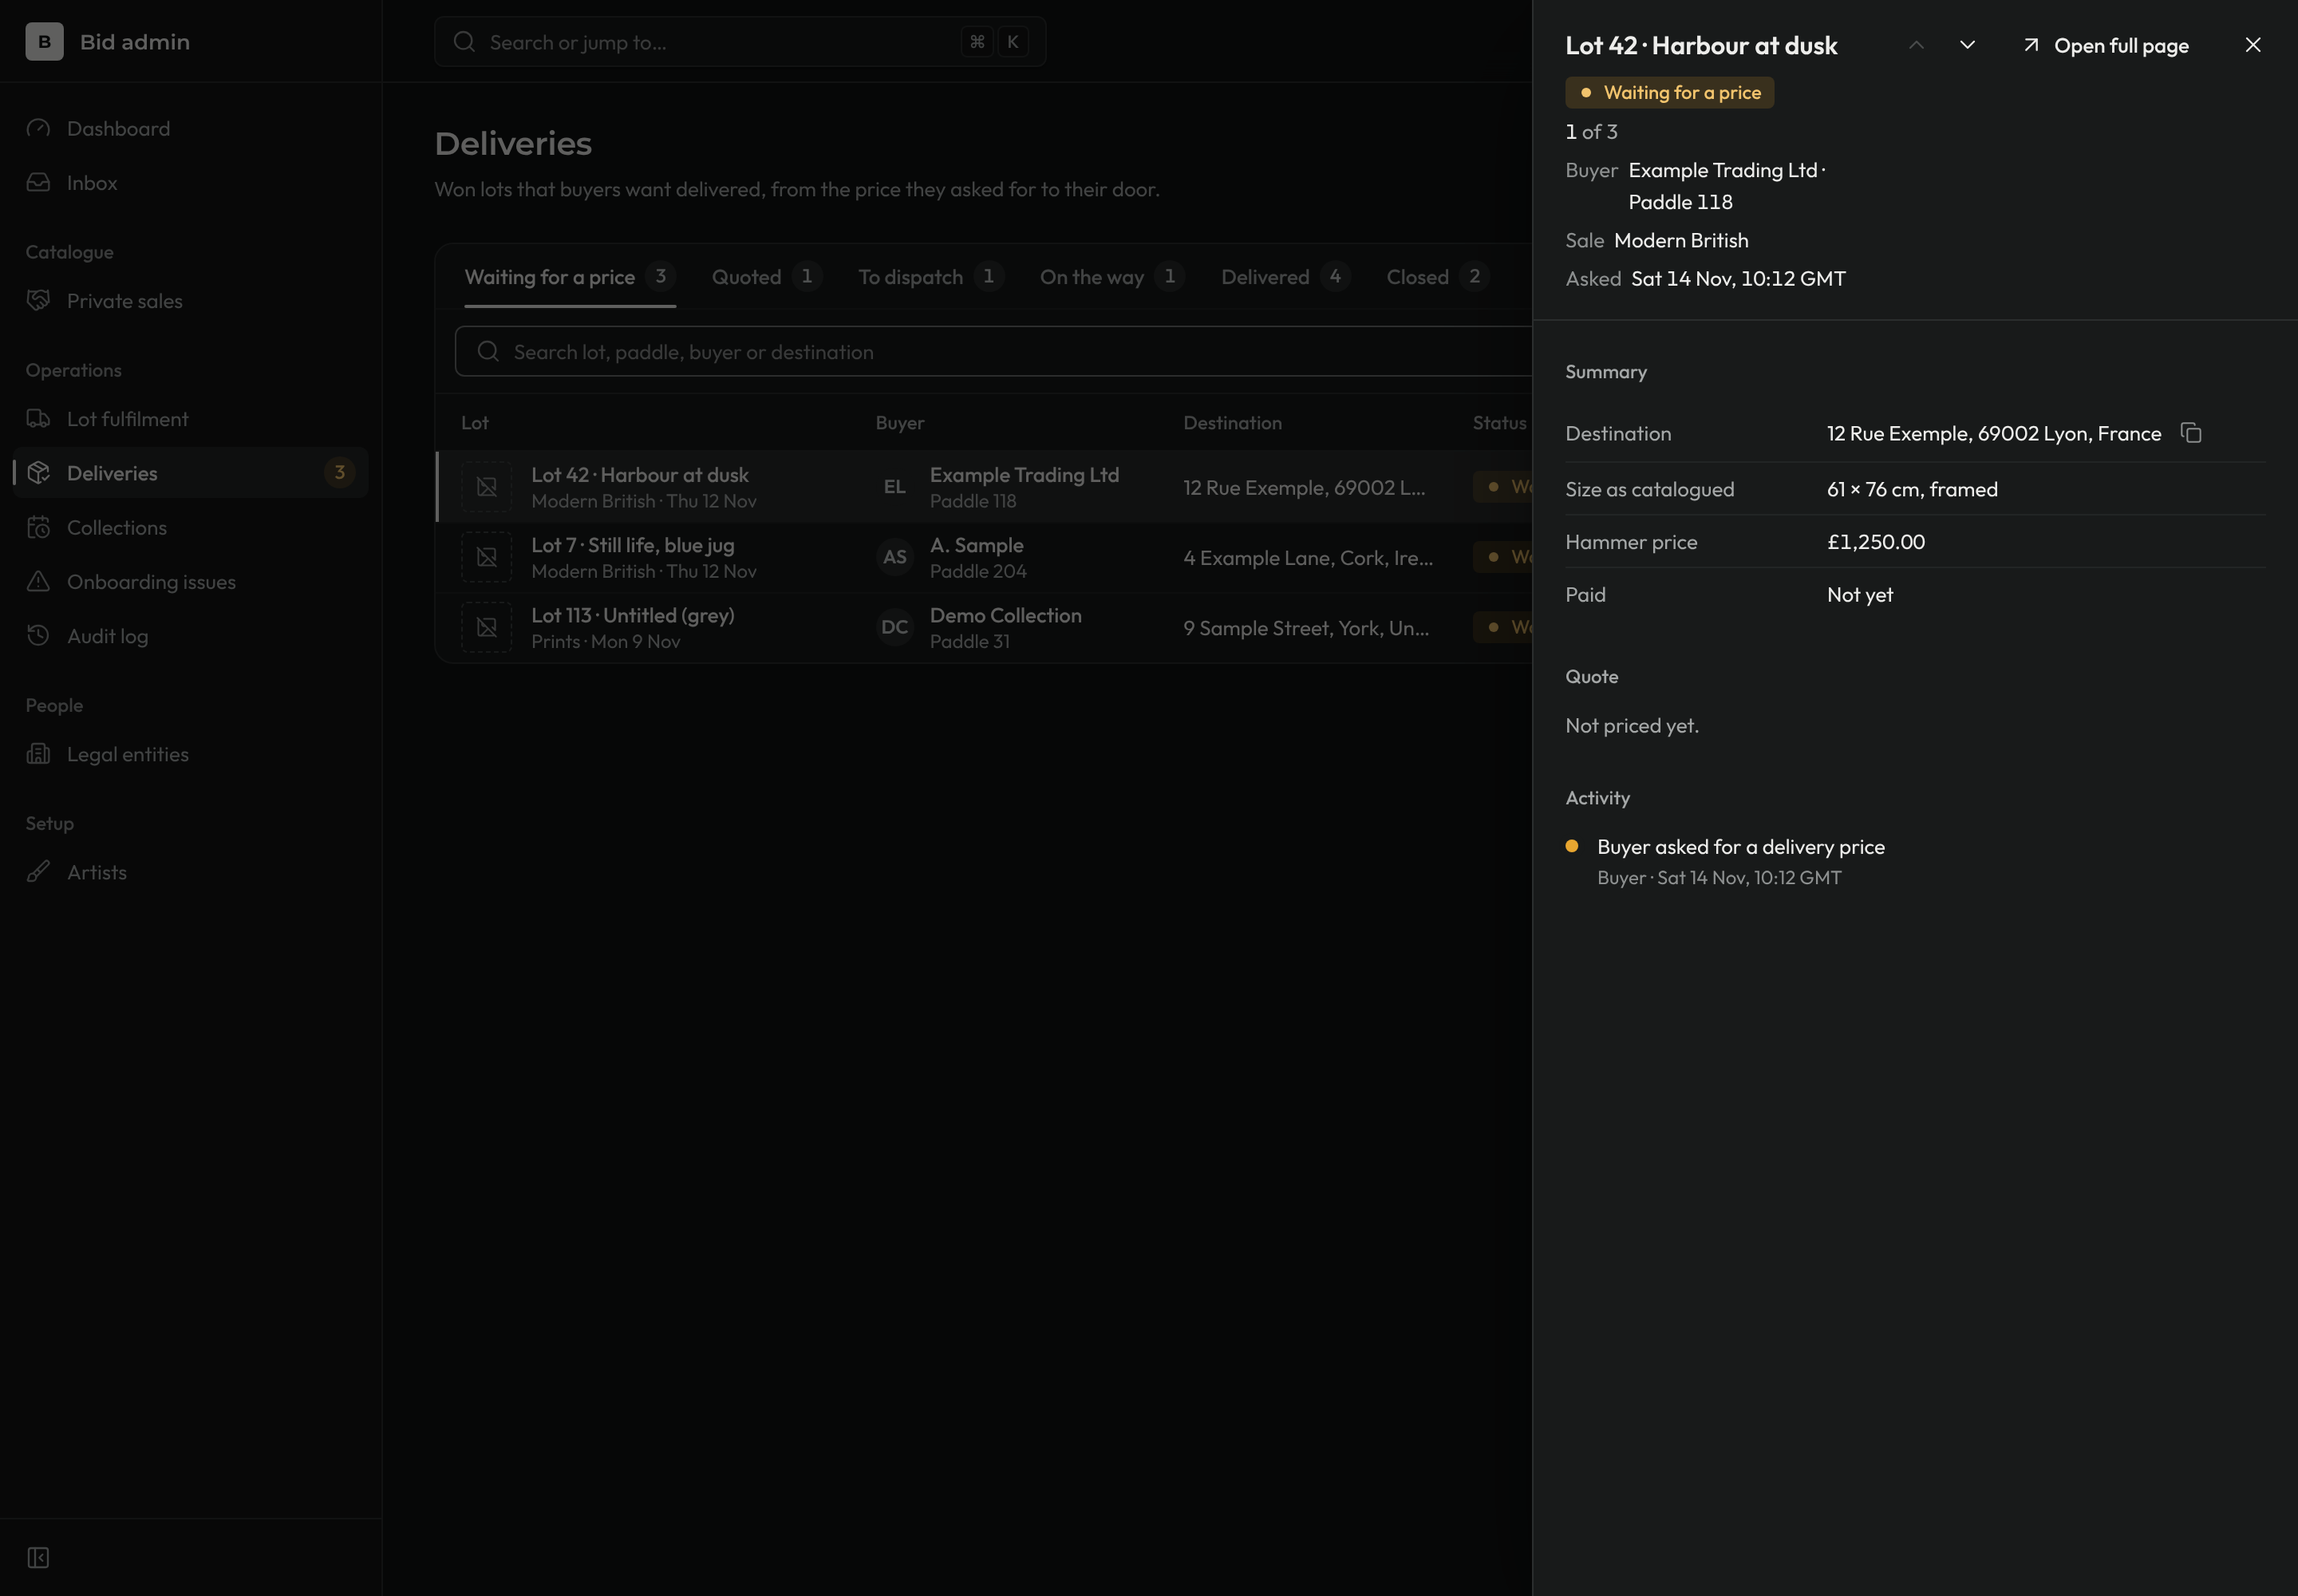 B Bid admin
Search or jump to...
⌘ K
Dashboard
Inbox
Catalogue
Private sales
Operations
Lot fulfilment
Deliveries 3
Collections
Onboarding issues
Audit log
People
Legal entities
Setup
Artists
Deliveries
Won lots that buyers want delivered, from the price they asked for to their door.
Waiting for a price 3 Quoted 1 To dispatch 1 On the way 1 Delivered 4 Closed 2
Search lot, paddle, buyer or destination
Lot Buyer Destination Status
Lot 42 · Harbour at dusk
Modern British · Thu 12 Nov
EL
Example Trading Ltd
Paddle 118
12 Rue Exemple, 69002 L...
Lot 7 · Still life, blue jug
Modern British · Thu 12 Nov
AS
A. Sample
Paddle 204
4 Example Lane, Cork, Ire...
Lot 113 · Untitled (grey)
Prints · Mon 9 Nov
DC
Demo Collection
Paddle 31
9 Sample Street, York, Un...
Lot 42 · Harbour at dusk
Open full page
Waiting for a price
1 of 3
Buyer Example Trading Ltd ·
Paddle 118
Sale Modern British
Asked Sat 14 Nov, 10:12 GMT
Summary
Destination 12 Rue Exemple, 69002 Lyon, France
Size as catalogued 61 × 76 cm, framed
Hammer price £1,250.00
Paid Not yet
Quote
Not priced yet.
Activity
Buyer asked for a delivery price
Buyer · Sat 14 Nov, 10:12 GMT